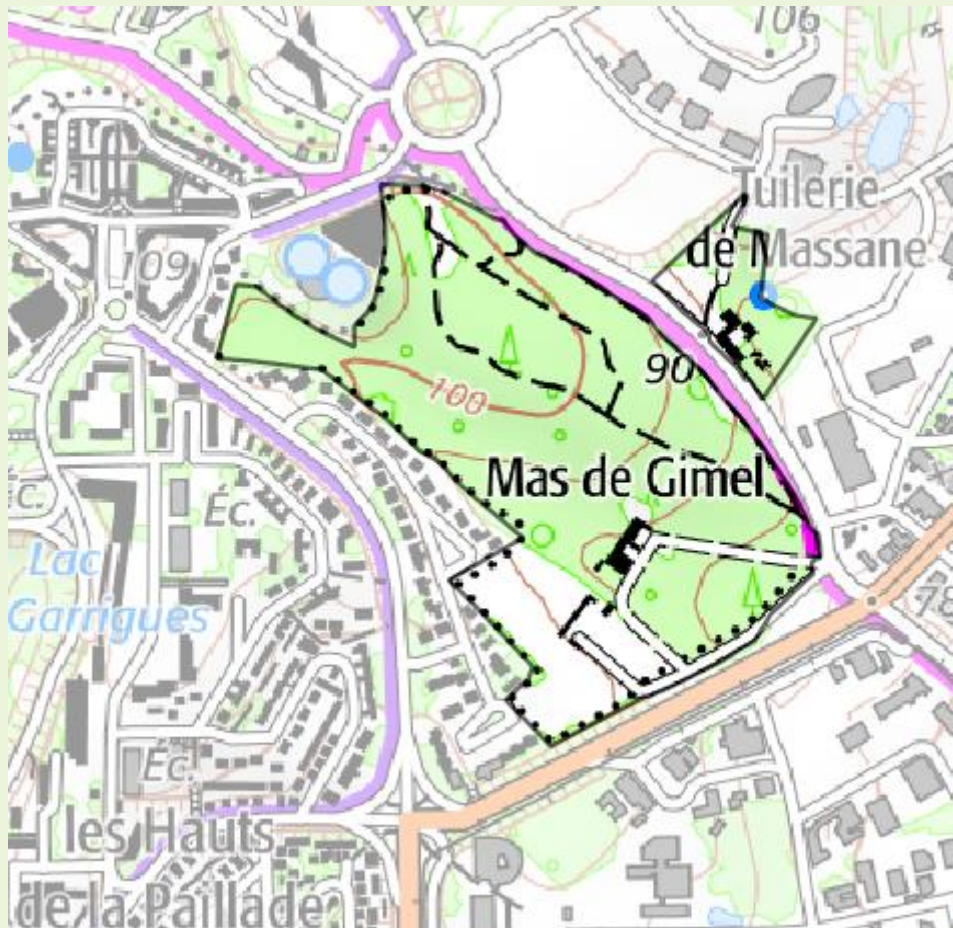 106
Tuilerie
de Massane
109
90
100
Mas de Gimel
C.
Éc.
Lac
Garrigues
78
Éc.
les Hauts
de la Paillade